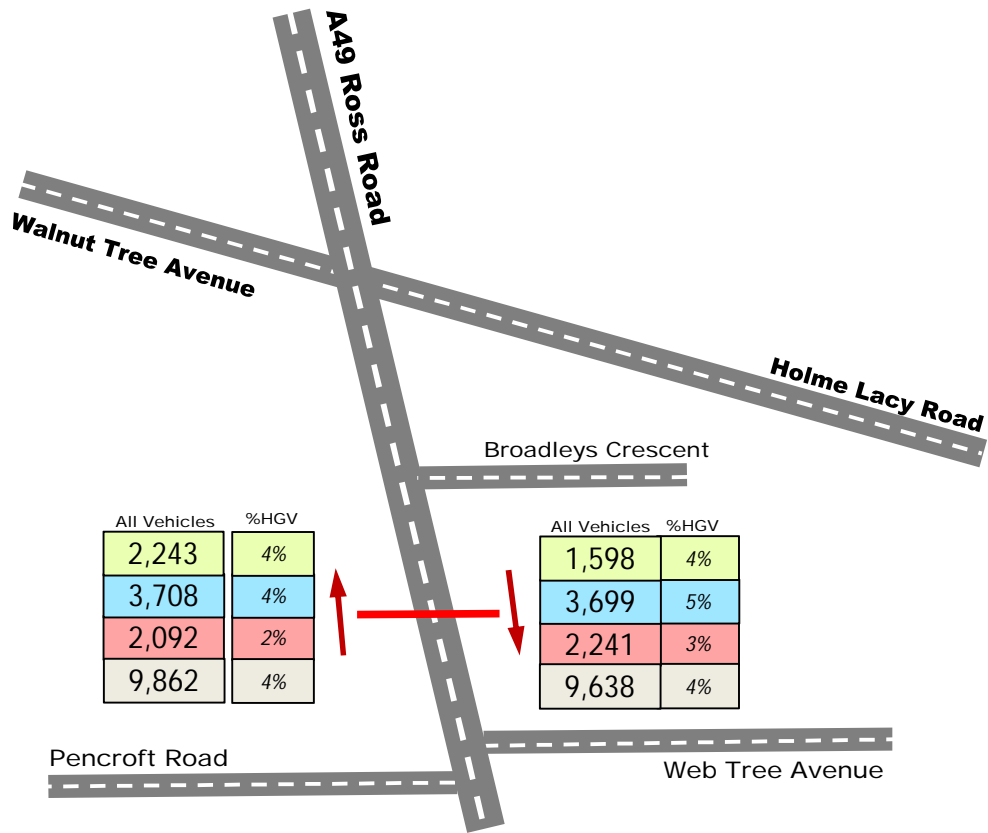 A49 Ross Road
Walnut Tree Avenue
Holme Lacy Road
Broadleys Crescent
All Vehicles %HGV
2,243 4%
3,708 4%
2,092 2%
9,862 4%
All Vehicles %HGV
1,598 4%
3,699 5%
2,241 3%
9,638 4%
Pencroft Road
Web Tree Avenue